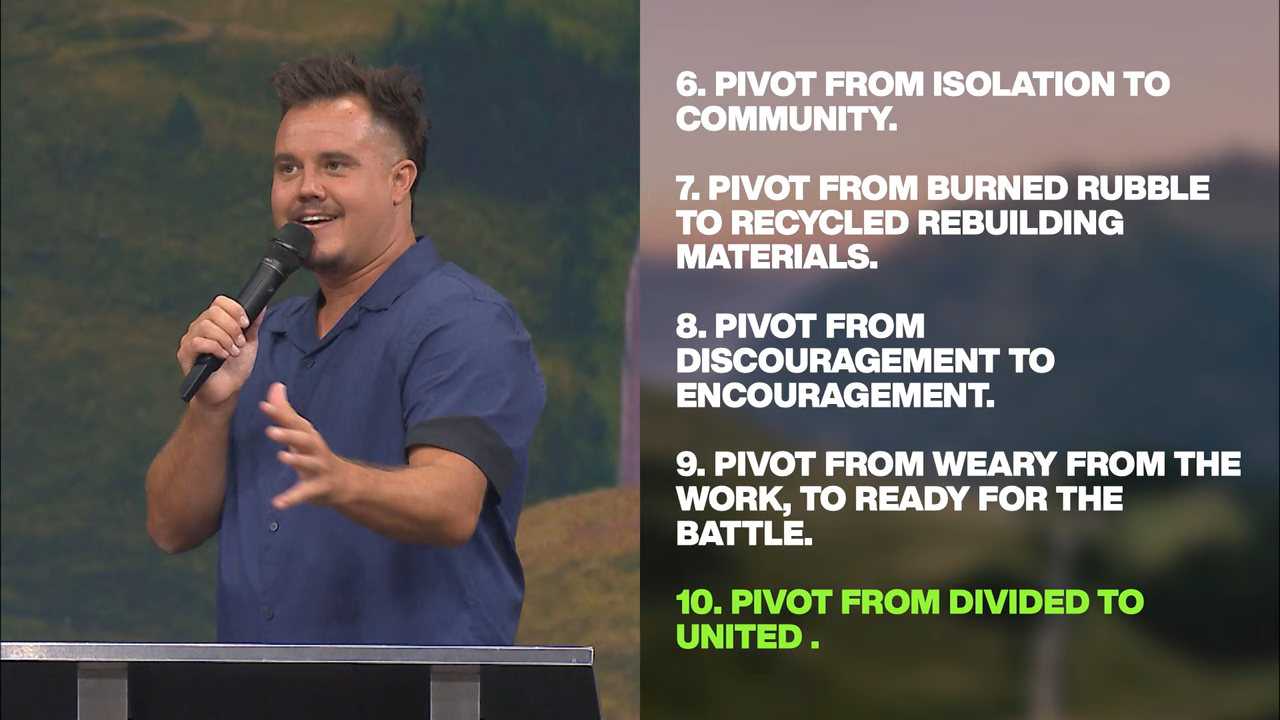 6. PIVOT FROM ISOLATION TO
COMMUNITY.
7. PIVOT FROM BURNED RUBBLE
TO RECYCLED REBUILDING
MATERIALS.
8. PIVOT FROM
DISCOURAGEMENT TO
ENCOURAGEMENT.
9. PIVOT FROM WEARY FROM THE
WORK, TO READY FOR THE
BATTLE.
10. PIVOT FROM DIVIDED TO
UNITED .